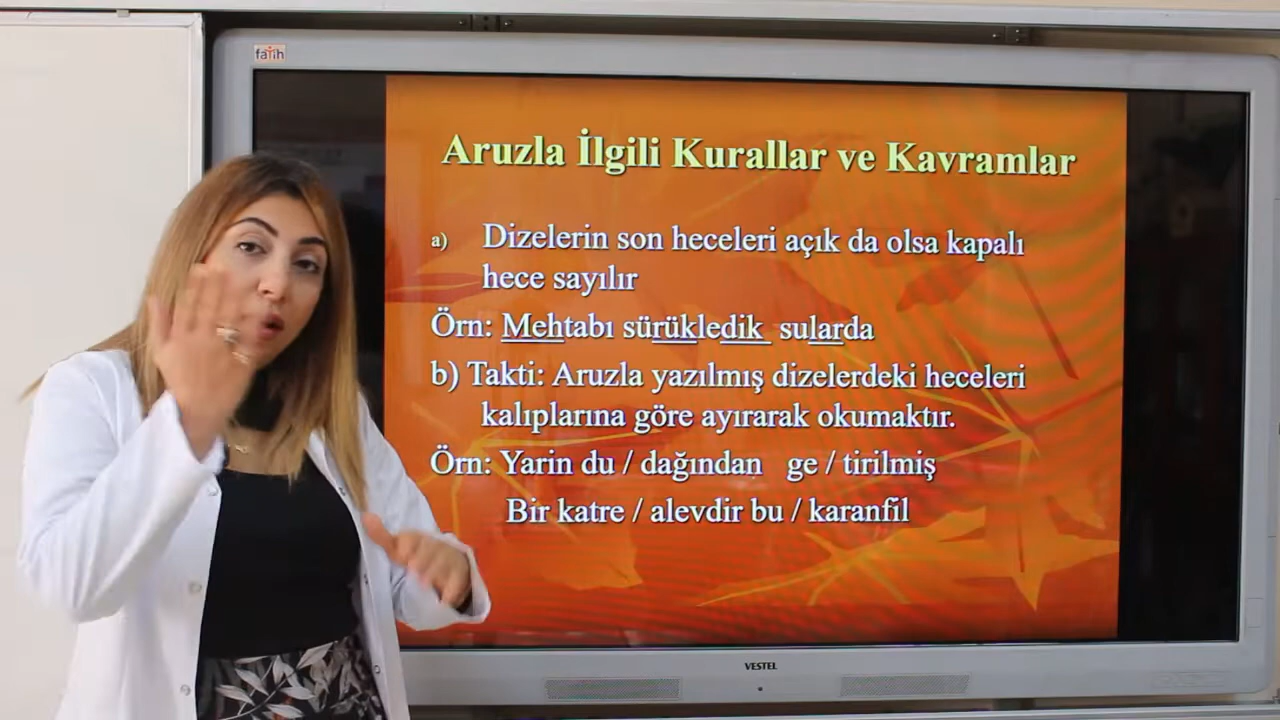 fatih
Aruzla İlgili Kurallar ve Kavramlar
a) Dizelerin son heceleri açık da olsa kapalı
hece sayılır
Örn: Mehtabı sürükledik sularda
b) Takti: Aruzla yazılmış dizelerdeki heceleri
kalıplarına göre ayırarak okumaktır.
Örn: Yarin du / dağından ge / tirilmiş
Bir katre / alevdir bu / karanfil
VESTEL